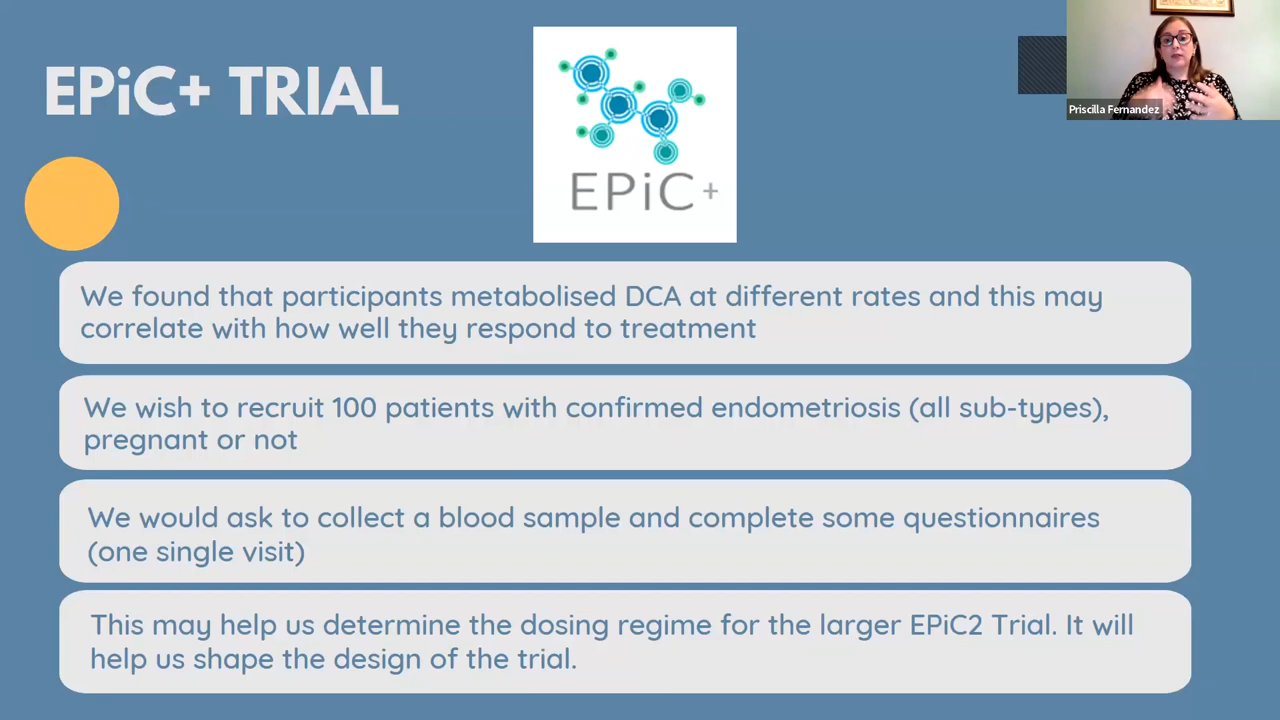 EPiC+ TRIAL
EPiC+
Priscilla Fernandez
We found that participants metabolised DCA at different rates and this may
correlate with how well they respond to treatment
We wish to recruit 100 patients with confirmed endometriosis (all sub-types),
pregnant or not
We would ask to collect a blood sample and complete some questionnaires
(one single visit)
This may help us determine the dosing regime for the larger EPiC2 Trial. It will
help us shape the design of the trial.